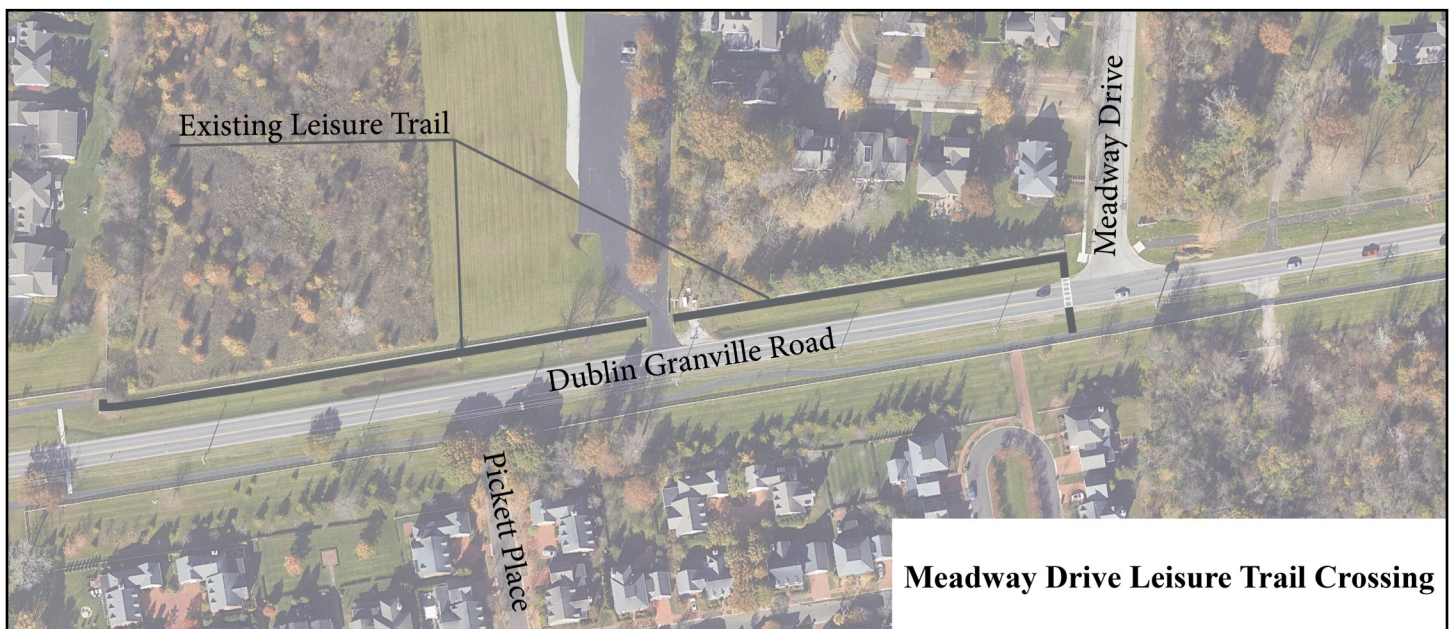 Existing Leisure Trail
Meadway Drive
Dublin Granville Road
Pickett Place
Meadway Drive Leisure Trail Crossing